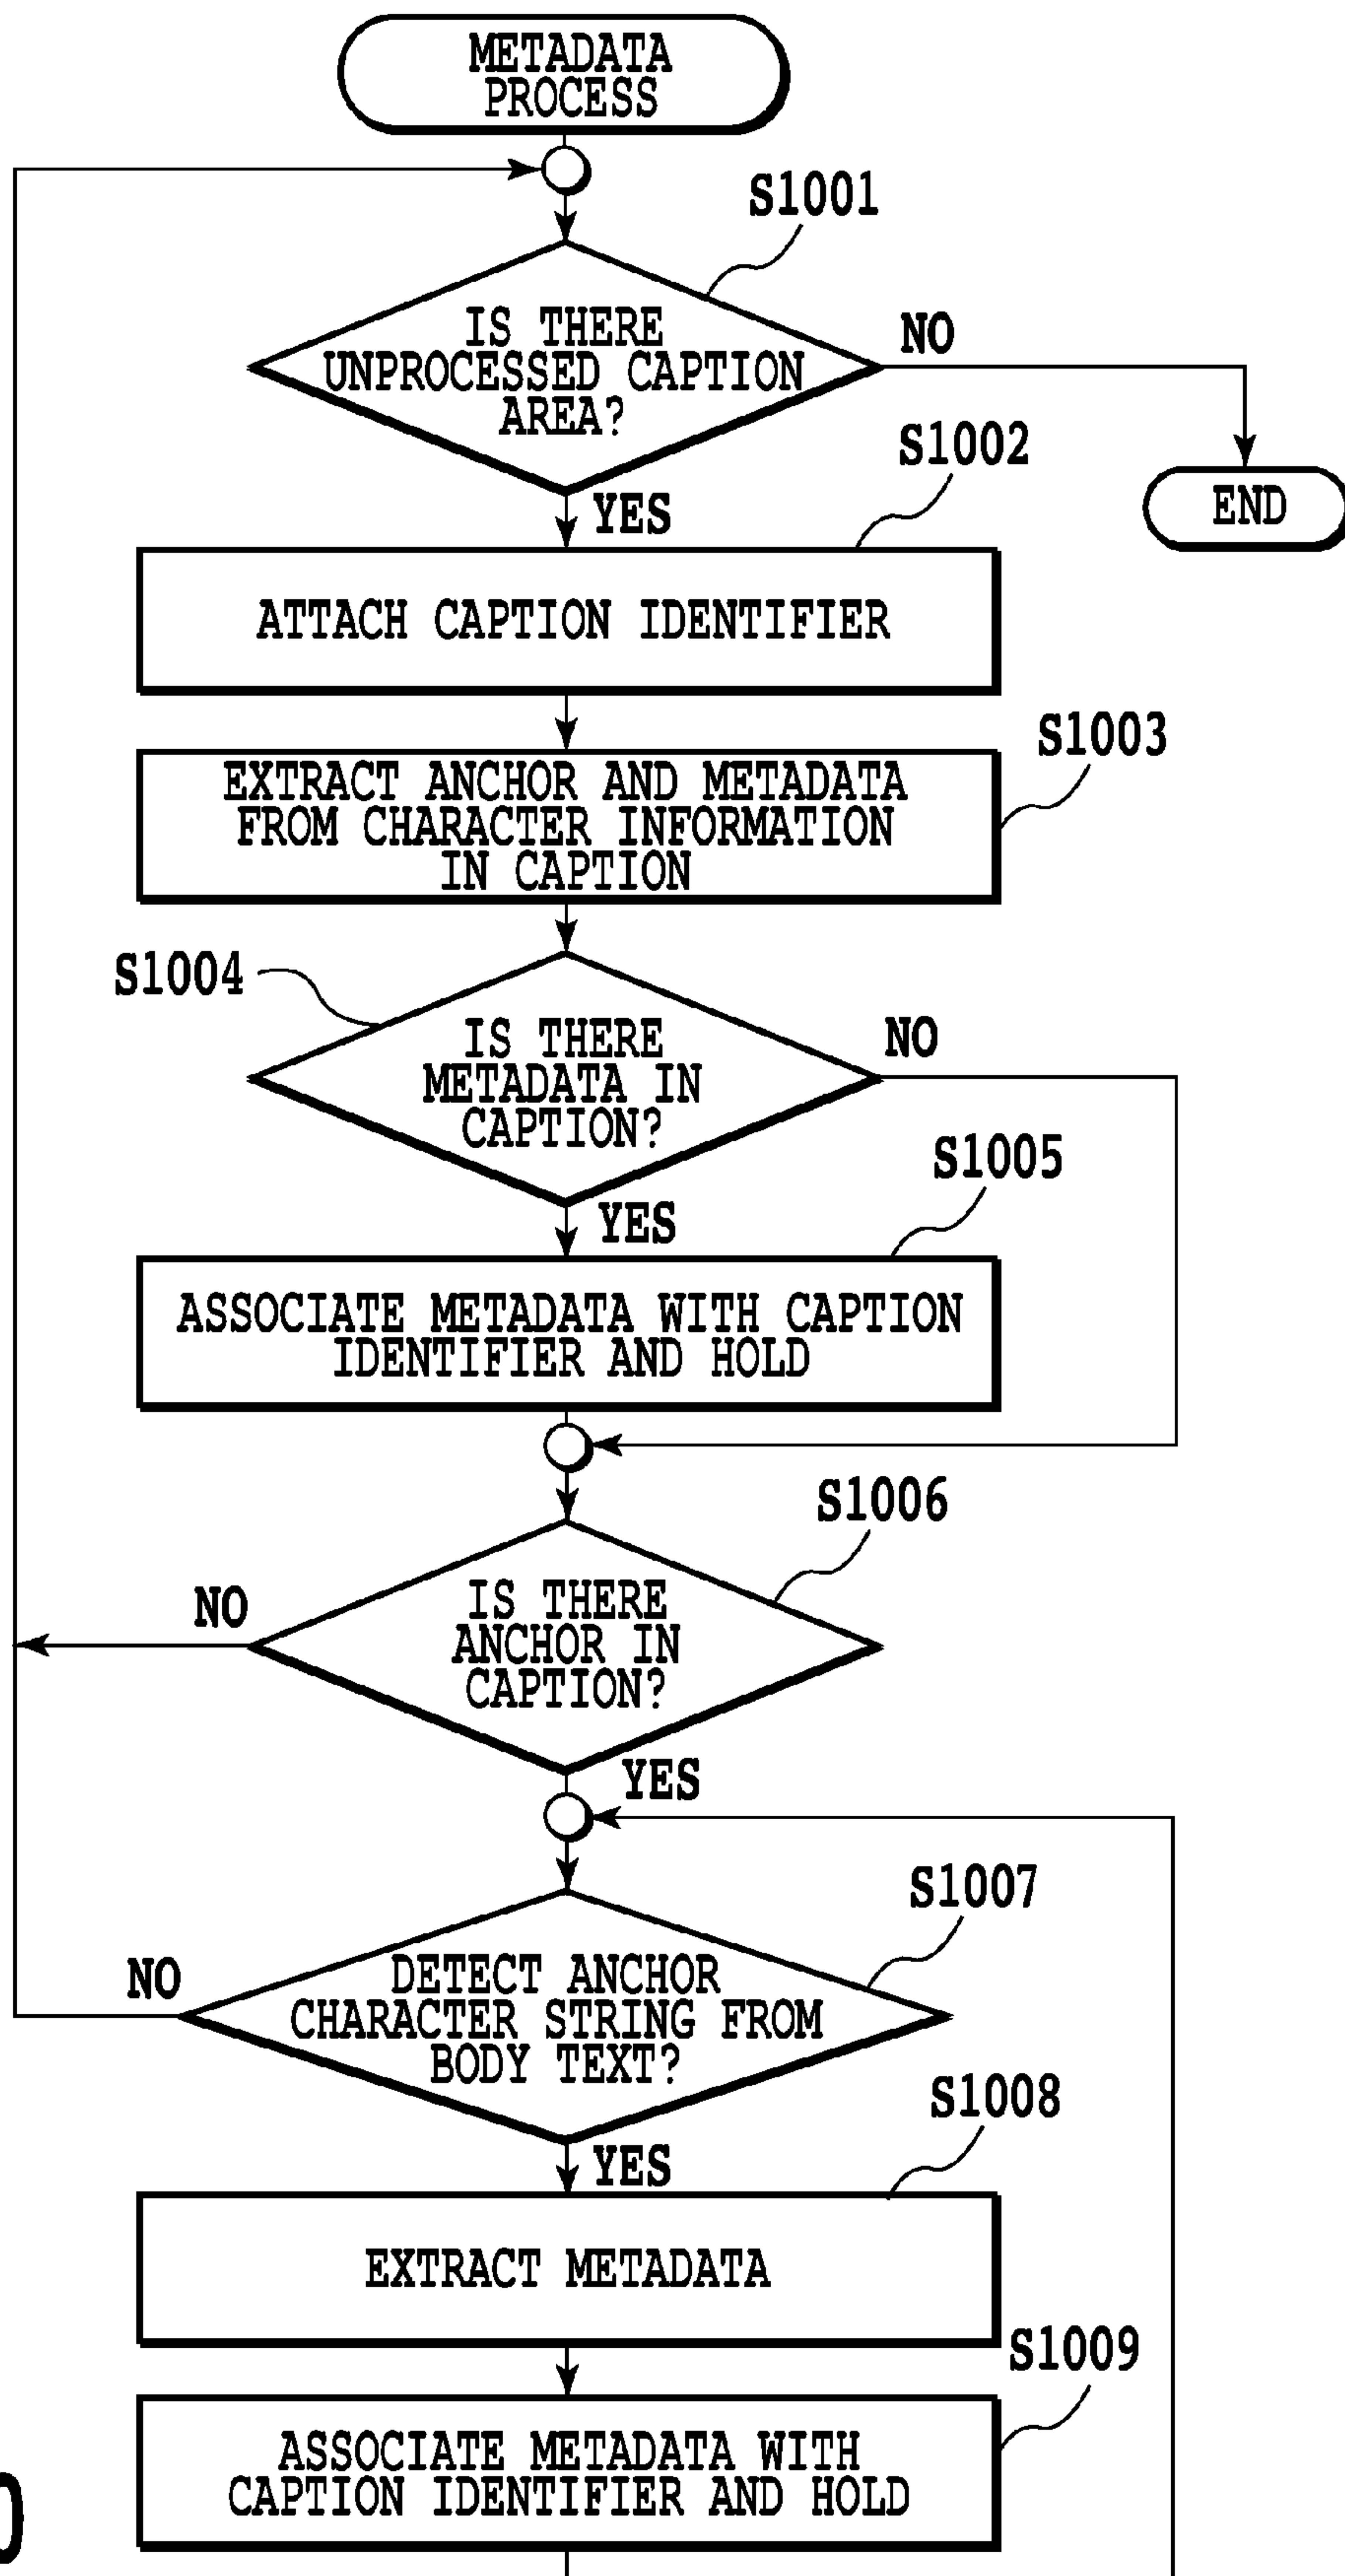 METADATA
PROCESS
S1001
IS THERE
UNPROCESSED CAPTION
AREA?
NO
S1002
END
YES
ATTACH CAPTION IDENTIFIER
S1003
EXTRACT ANCHOR AND METADATA
FROM CHARACTER INFORMATION
IN CAPTION
S1004
IS THERE
METADATA IN
CAPTION?
NO
S1005
YES
ASSOCIATE METADATA WITH CAPTION
IDENTIFIER AND HOLD
S1006
IS THERE
ANCHOR IN
CAPTION?
NO
YES
S1007
DETECT ANCHOR
CHARACTER STRING FROM
BODY TEXT?
NO
S1008
YES
EXTRACT METADATA
S1009
ASSOCIATE METADATA WITH
CAPTION IDENTIFIER AND HOLD